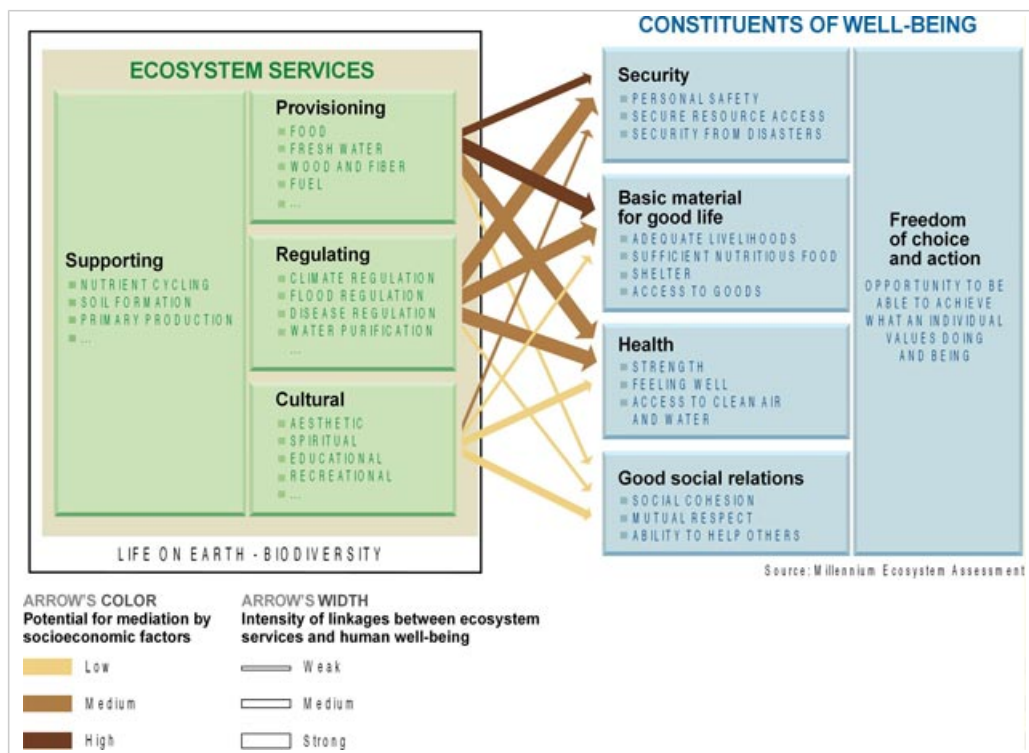 CONSTITUENTS OF WELL-BEING
ECOSYSTEM SERVICES
Supporting
NUTRIENT CYCLING
SOIL FORMATION
PRIMARY PRODUCTION
...
Provisioning
FOOD
FRESH WATER
WOOD AND FIBER
FUEL
...
Regulating
CLIMATE REGULATION
FLOOD REGULATION
DISEASE REGULATION
WATER PURIFICATION
...
Cultural
AESTHETIC
SPIRITUAL
EDUCATIONAL
RECREATIONAL
...
LIFE ON EARTH - BIODIVERSITY
Security
PERSONAL SAFETY
SECURE RESOURCE ACCESS
SECURITY FROM DISASTERS
Basic material
for good life
ADEQUATE LIVELIHOODS
SUFFICIENT NUTRITIOUS FOOD
SHELTER
ACCESS TO GOODS
Health
STRENGTH
FEELING WELL
ACCESS TO CLEAN AIR
AND WATER
Good social relations
SOCIAL COHESION
MUTUAL RESPECT
ABILITY TO HELP OTHERS
Freedom
of choice
and action
OPPORTUNITY TO BE
ABLE TO ACHIEVE
WHAT AN INDIVIDUAL
VALUES DOING
AND BEING
Source: Millennium Ecosystem Assessment
ARROW'S COLOR
Potential for mediation by
socioeconomic factors
Low
Medium
High
ARROW'S WIDTH
Intensity of linkages between ecosystem
services and human well-being
Weak
Medium
Strong